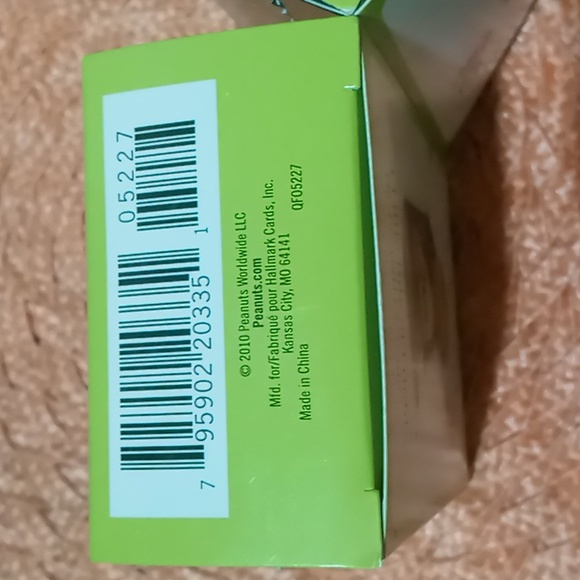 7 95902 20335 1
05227
© 2010 Peanuts Worldwide LLC
Peanuts.com
Mfd. for/Fabriqué pour Hallmark Cards, Inc.
Kansas City, MO 64141 QFO5227
Made in China